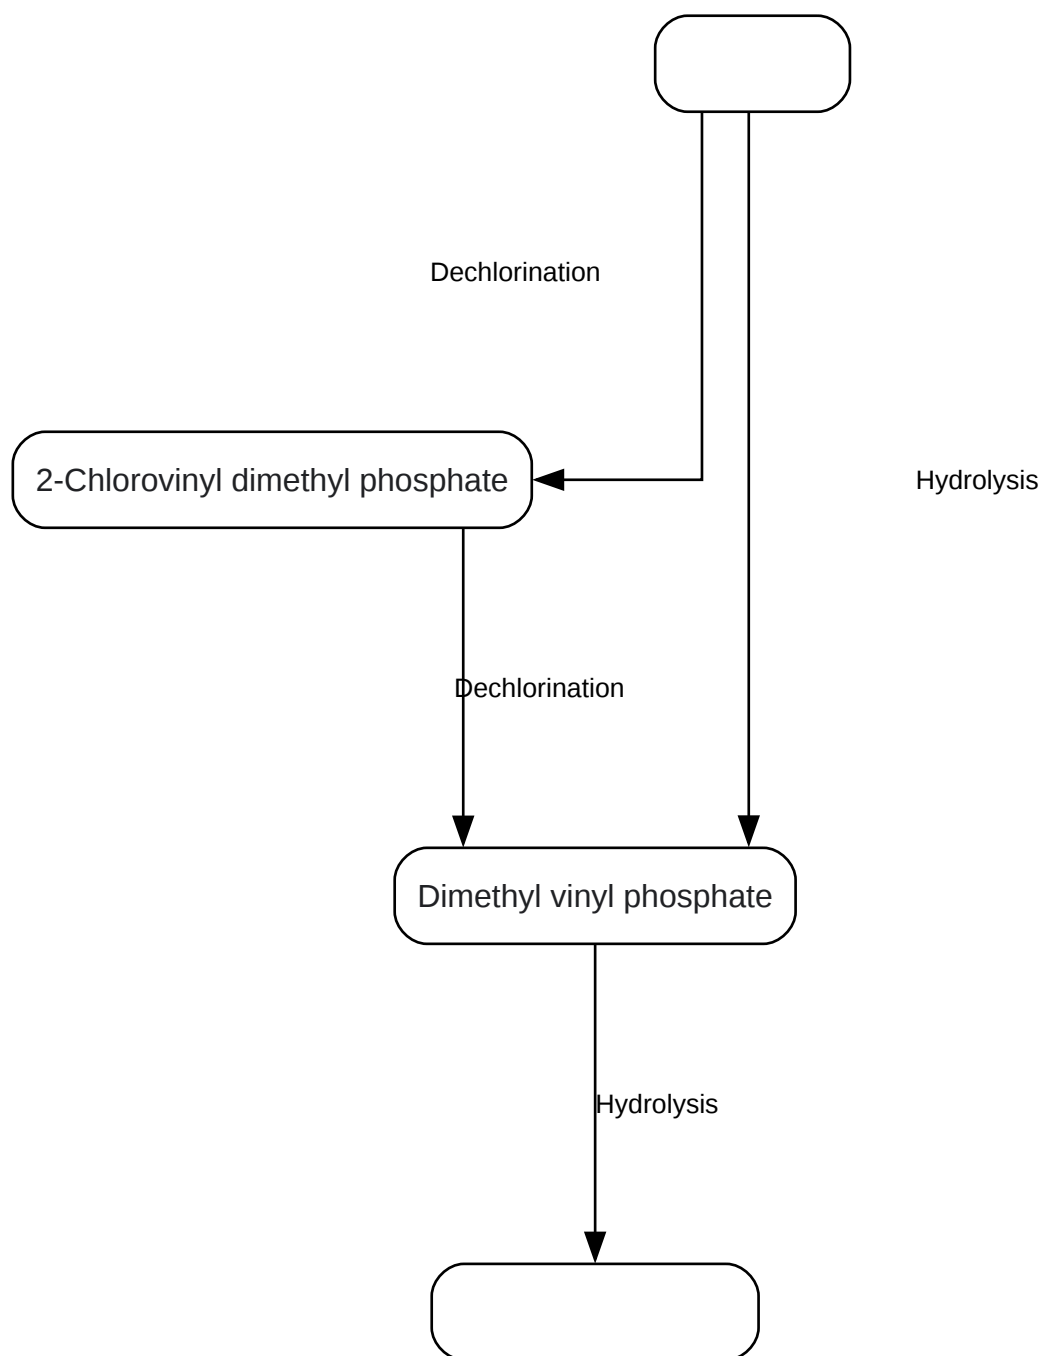 Dechlorination
2-Chlorovinyl dimethyl phosphate
Hydrolysis
Dechlorination
Dimethyl vinyl phosphate
Hydrolysis